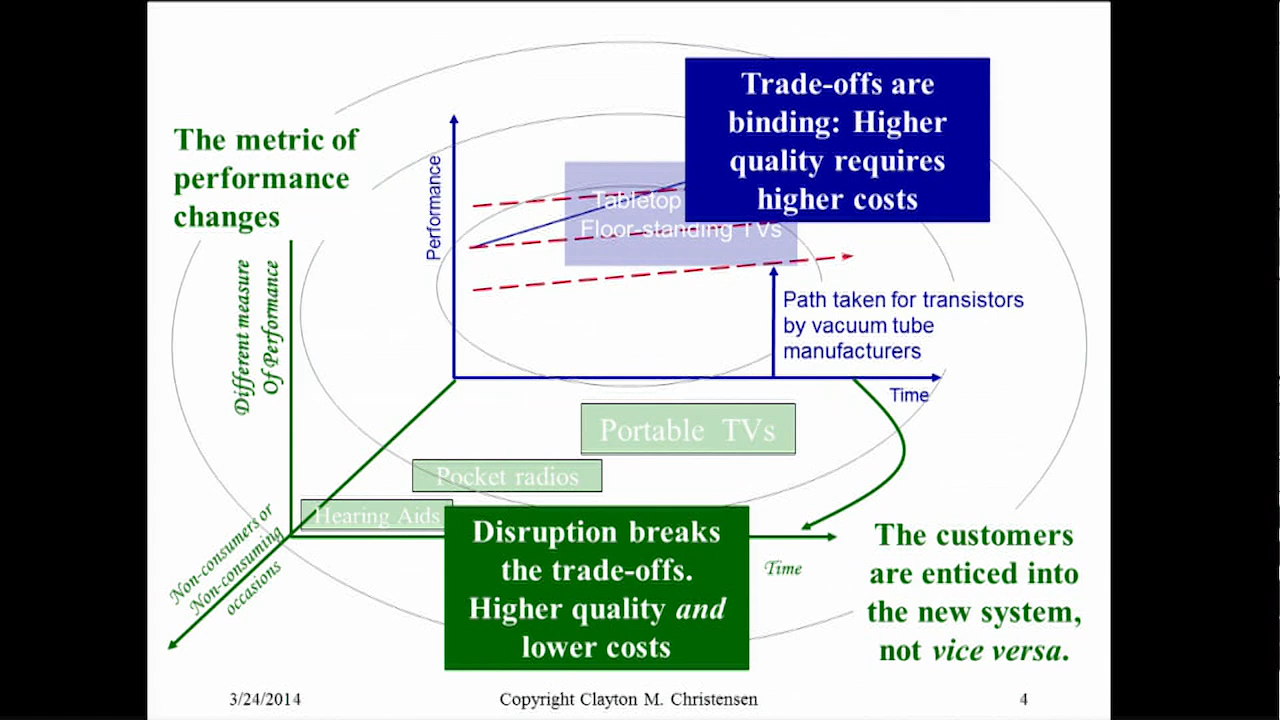 Trade-offs are
binding: Higher
quality requires
higher costs
The metric of
performance
changes
Performance
Tabletop
Floor-standing TVs
Different measure
Of Performance
Path taken for transistors
by vacuum tube
manufacturers
Time
Portable TVs
Pocket radios
Hearing Aids
Non-consumers or
Non-consuming
occasions
Disruption breaks
the trade-offs.
Higher quality and
lower costs
Time
The customers
are enticed into
the new system,
not vice versa.
3/24/2014
Copyright Clayton M. Christensen
4